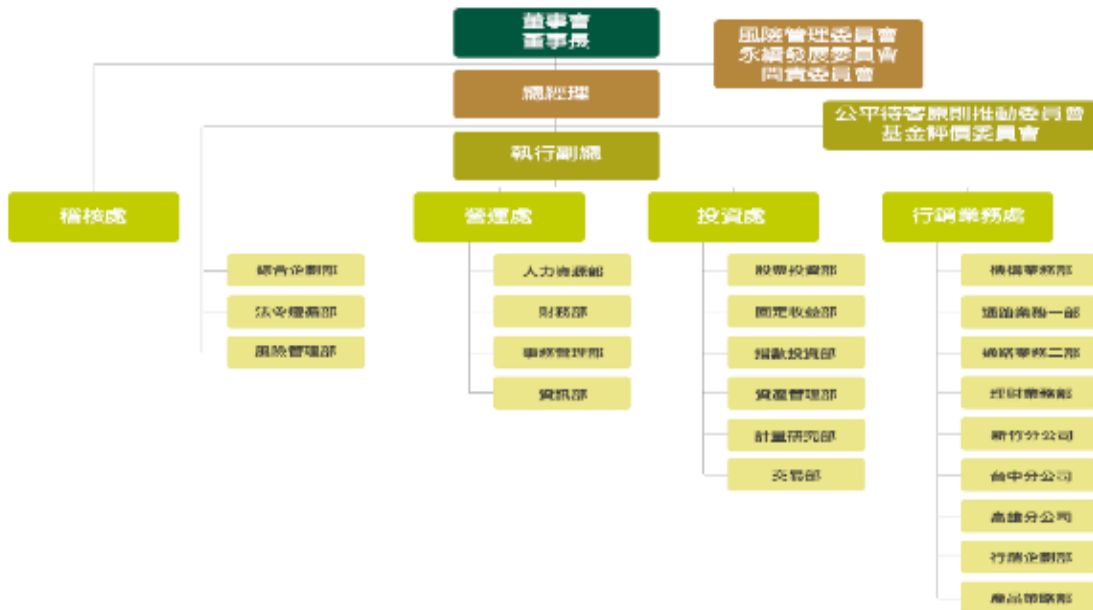 董事會
董事長
風險管理委員會
永續發展委員會
問責委員會
總經理
公平待客原則推動委員會
基金評價委員會
執行副總
稽核處
營運處
投資處
行銷業務處
綜合企劃部
法令遵循部
風險管理部
人力資源部
財務部
事務管理部
資訊部
股票投資部
固定收益部
指數投資部
資產管理部
計量研究部
交易部
機構業務部
通路業務一部
通路業務二部
理財業務部
新竹分公司
台中分公司
高雄分公司
行銷企劃部
產品策略部